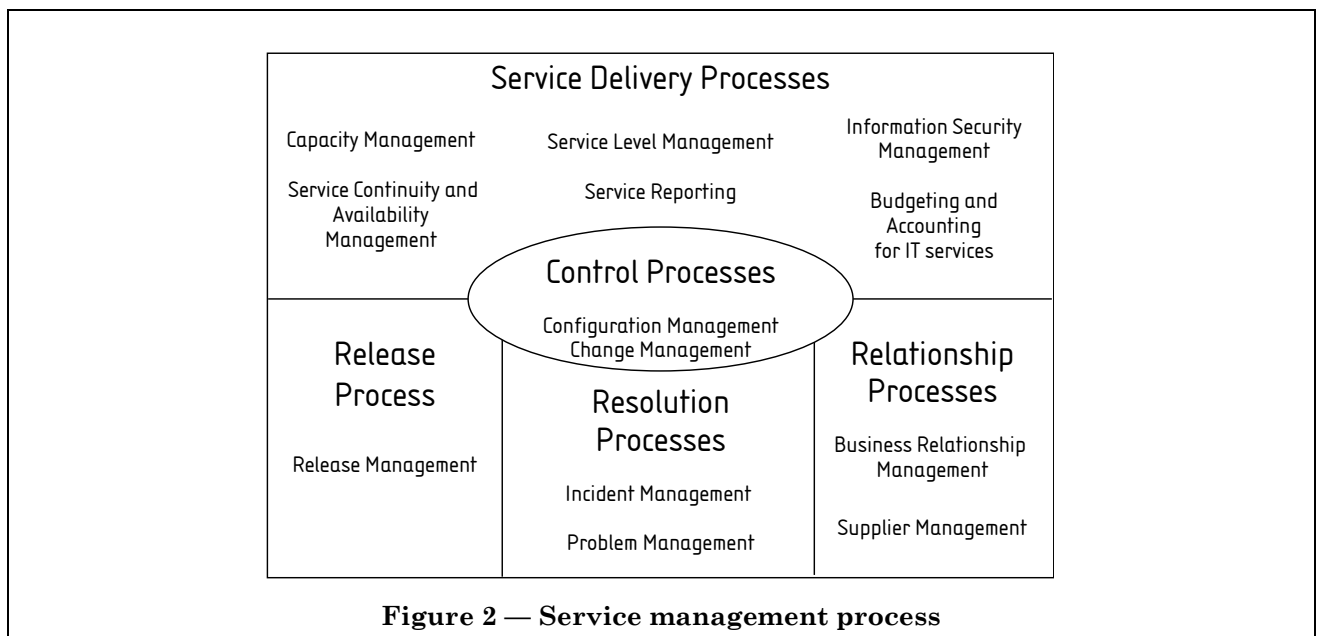 Service Delivery Processes
Capacity Management
Service Continuity and
Availability
Management
Service Level Management
Service Reporting
Information Security
Management
Budgeting and
Accounting
for IT services
Control Processes
Configuration Management
Change Management
Release
Process
Release Management
Resolution
Processes
Incident Management
Problem Management
Relationship
Processes
Business Relationship
Management
Supplier Management
Figure 2 — Service management process